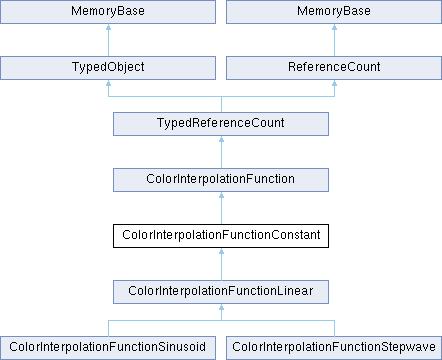 MemoryBase
MemoryBase
TypedObject
ReferenceCount
TypedReferenceCount
ColorInterpolationFunction
ColorInterpolationFunctionConstant
ColorInterpolationFunctionLinear
ColorInterpolationFunctionSinusoid
ColorInterpolationFunctionStepwave